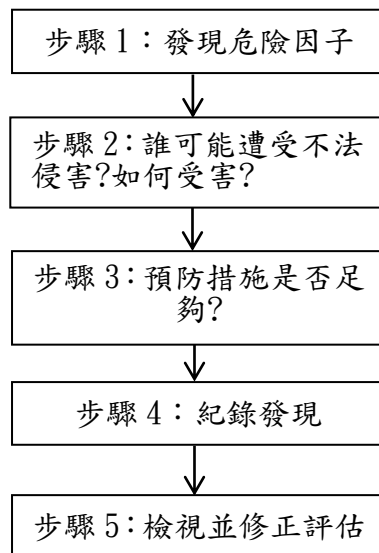 步驟 1：發現危險因子
步驟 2：誰可能遭受不法
侵害?如何受害?
步驟 3：預防措施是否足
夠?
步驟 4：紀錄發現
步驟 5：檢視並修正評估